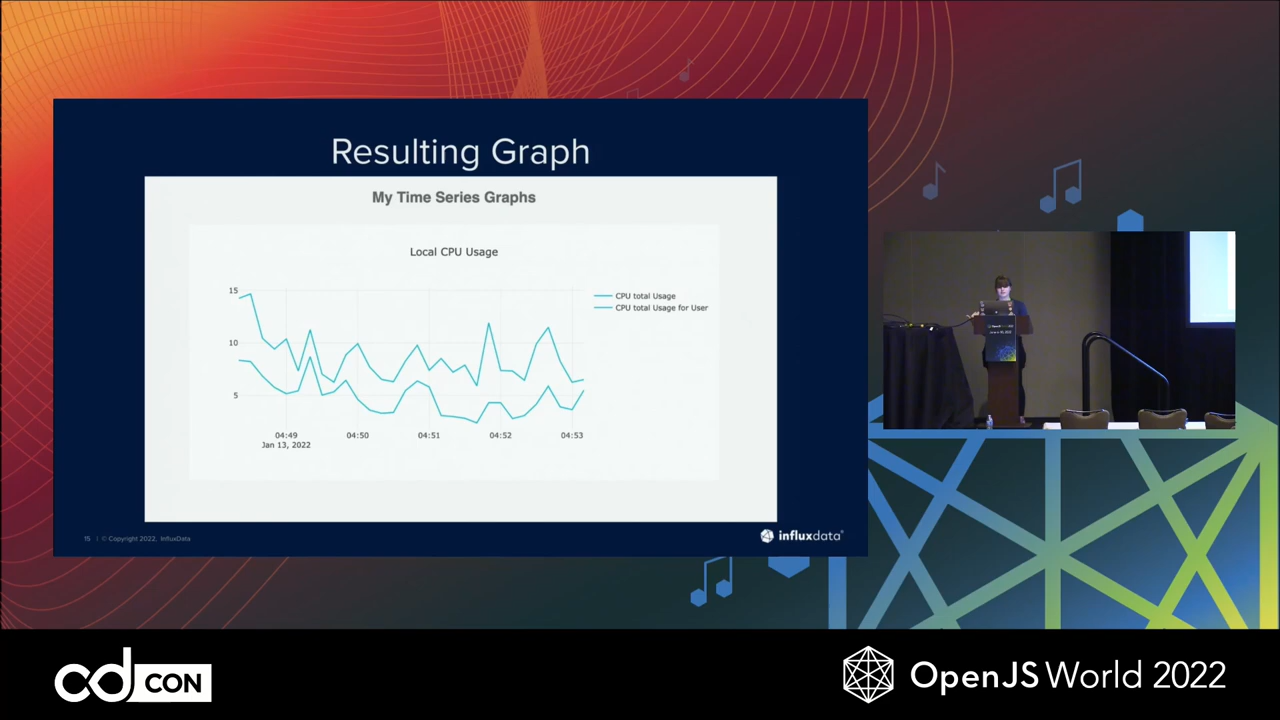 Resulting Graph
My Time Series Graphs
Local CPU Usage
15
10
5
CPU total Usage
CPU total Usage for User
04:49
Jan 13, 2022
04:50
04:51
04:52
04:53
15 | © Copyright 2022, InfluxData
influxdata®
cd CON
OpenJS World 2022